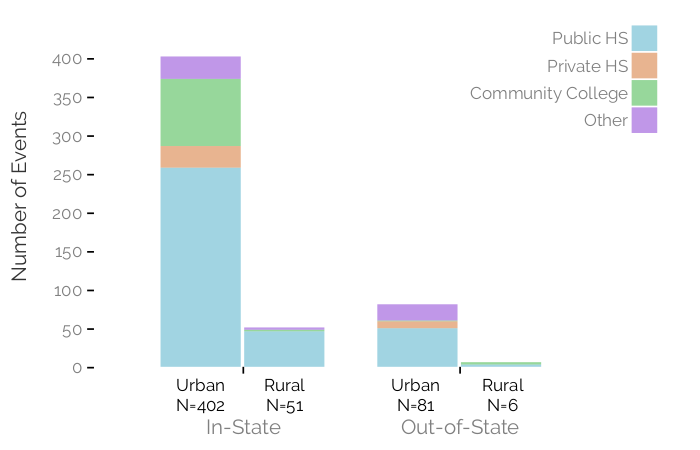 Public HS
Private HS
Community College
Other
Number of Events
400
350
300
250
200
150
100
50
0
Urban Rural Urban Rural
N=402 N=51 N=81 N=6
In-State Out-of-State